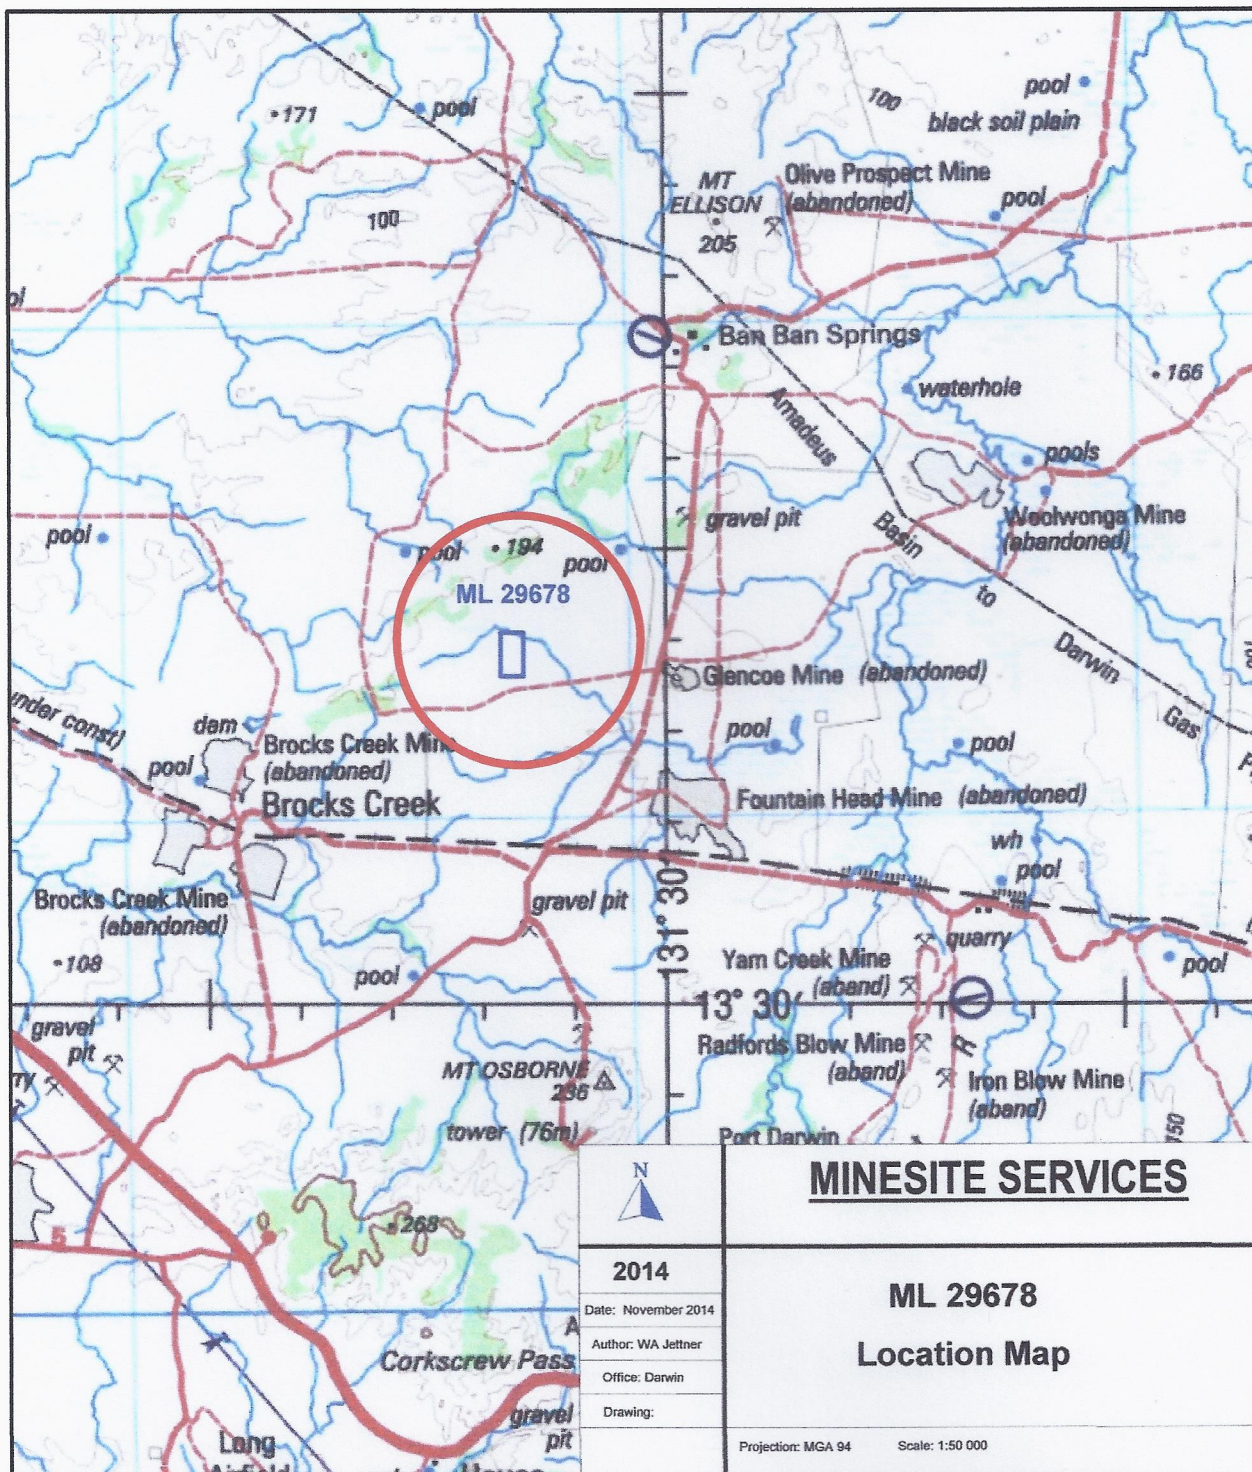 pool
171
100
pool
black soil plain
MT
ELLISON
205
Olive Prospect Mine
(abandoned)
pool
100
Ban Ban Springs
166
waterhole
Amadeus
pools
gravel pit
Basin
Woolwonga Mine
(abandoned)
pool
pool
194
pool
to
ML 29678
Darwin
Glencoe Mine (abandoned)
Gas
under const)
dam
Brocks Creek Mine
(abandoned)
pool
pool
pool
Brocks Creek
Fountain Head Mine (abandoned)
wh
pool
Brocks Creek Mine
(abandoned)
gravel pit
131° 30'
quarry
108
pool
Yam Creek Mine
(aband)
pool
13° 30'
gravel
pit
Radfords Blow Mine
(aband)
R
MT OSBORNE
236
Iron Blow Mine
(aband)
tower (76m)
Port Darwin
150
N
MINESITE SERVICES
268
5
2014
ML 29678
Date: November 2014
Author: WA Jettner
Location Map
Corkscrew Pass
Office: Darwin
Drawing:
gravel
pit
Projection: MGA 94 Scale: 1:50 000